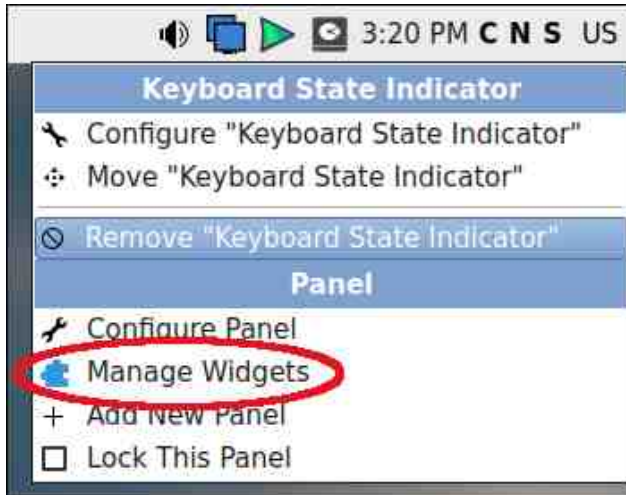 3:20 PM C N S US
Keyboard State Indicator
Configure "Keyboard State Indicator"
Move "Keyboard State Indicator"
Remove "Keyboard State Indicator"
Panel
Configure Panel
Manage Widgets
Add New Panel
Lock This Panel